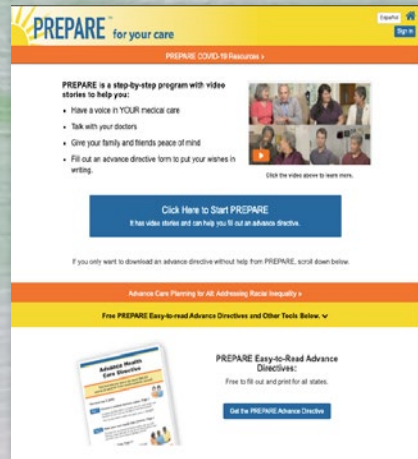 PREPARE™ for your care
Español
Sign in
PREPARE COVID-19 Resources »
PREPARE is a step-by-step program with video
stories to help you:
• Have a voice in YOUR medical care
• Talk with your doctors
• Give your family and friends peace of mind
• Fill out an advance directive form to put your wishes in
writing.
Click the video above to learn more.
Click Here to Start PREPARE
It has video stories and can help you fill out an advance directive.
If you only want to download an advance directive without help from PREPARE, scroll down below.
Advance Care Planning for All: Addressing Racial Inequality »
Free PREPARE Easy-to-read Advance Directives and Other Tools Below.
Advance Health
Care Directive
PREPARE Easy-to-Read Advance
Directives:
Free to fill out and print for all states.
Get the PREPARE Advance Directive